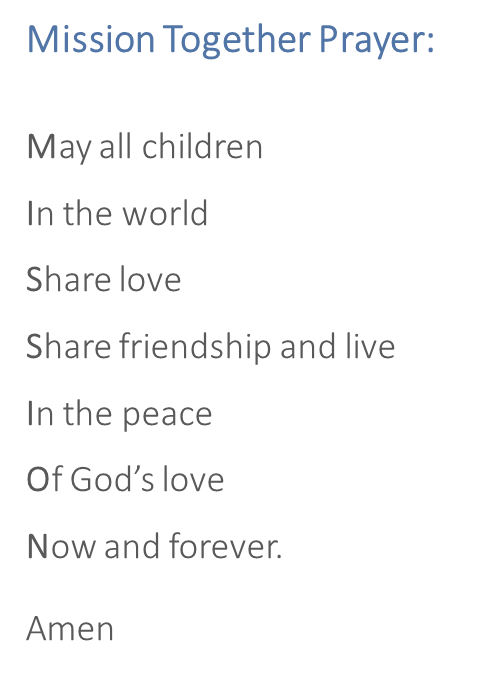 Mission Together Prayer:
May all children
In the world
Share love
Share friendship and live
In the peace
Of God’s love
Now and forever.
Amen